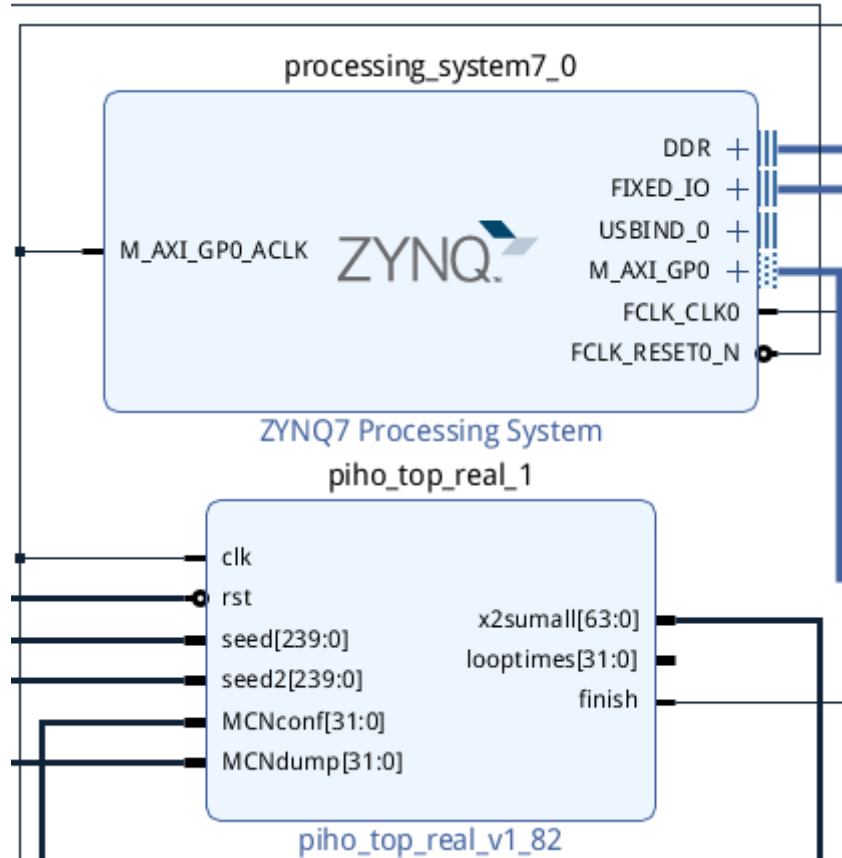 processing_system7_0
DDR
FIXED_IO
USBIND_0
M_AXI_GP0_ACLK
ZYNQ
M_AXI_GP0
FCLK_CLK0
FCLK_RESET0_N
ZYNQ7 Processing System
piho_top_real_1
clk
rst
seed[239:0]
seed2[239:0]
MCNconf[31:0]
MCNdump[31:0]
x2sumall[63:0]
looptimes[31:0]
finish
piho_top_real_v1_82